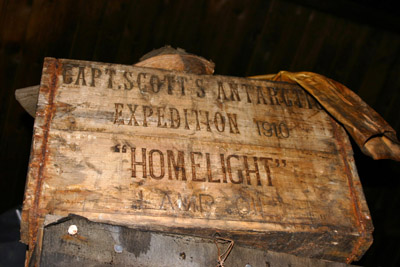 CAPT. SCOTT'S ANTARCTIC
EXPEDITION 1910
"HOMELIGHT"
LAMP OIL